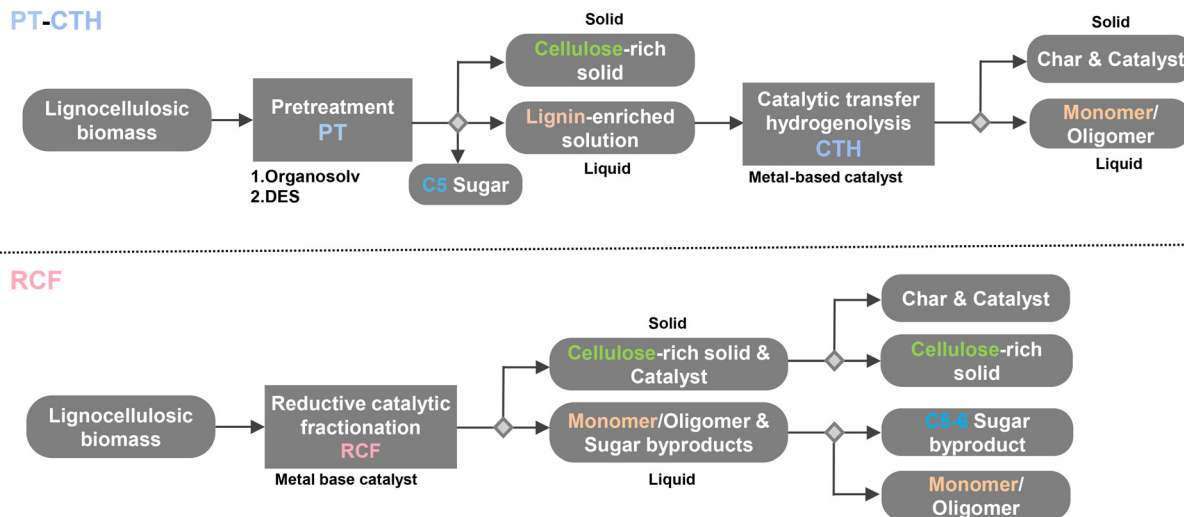 PT-CTH
Lignocellulosic
biomass
Pretreatment
PT
1.Organosolv
2.DES
Solid
Cellulose-rich
solid
Lignin-enriched
solution
Liquid
C5 Sugar
Catalytic transfer
hydrogenolysis
CTH
Metal-based catalyst
Solid
Char & Catalyst
Monomer/
Oligomer
Liquid
RCF
Lignocellulosic
biomass
Reductive catalytic
fractionation
RCF
Metal base catalyst
Solid
Cellulose-rich solid &
Catalyst
Monomer/Oligomer &
Sugar byproducts
Liquid
Char & Catalyst
Cellulose-rich
solid
C5-6 Sugar
byproduct
Monomer/
Oligomer